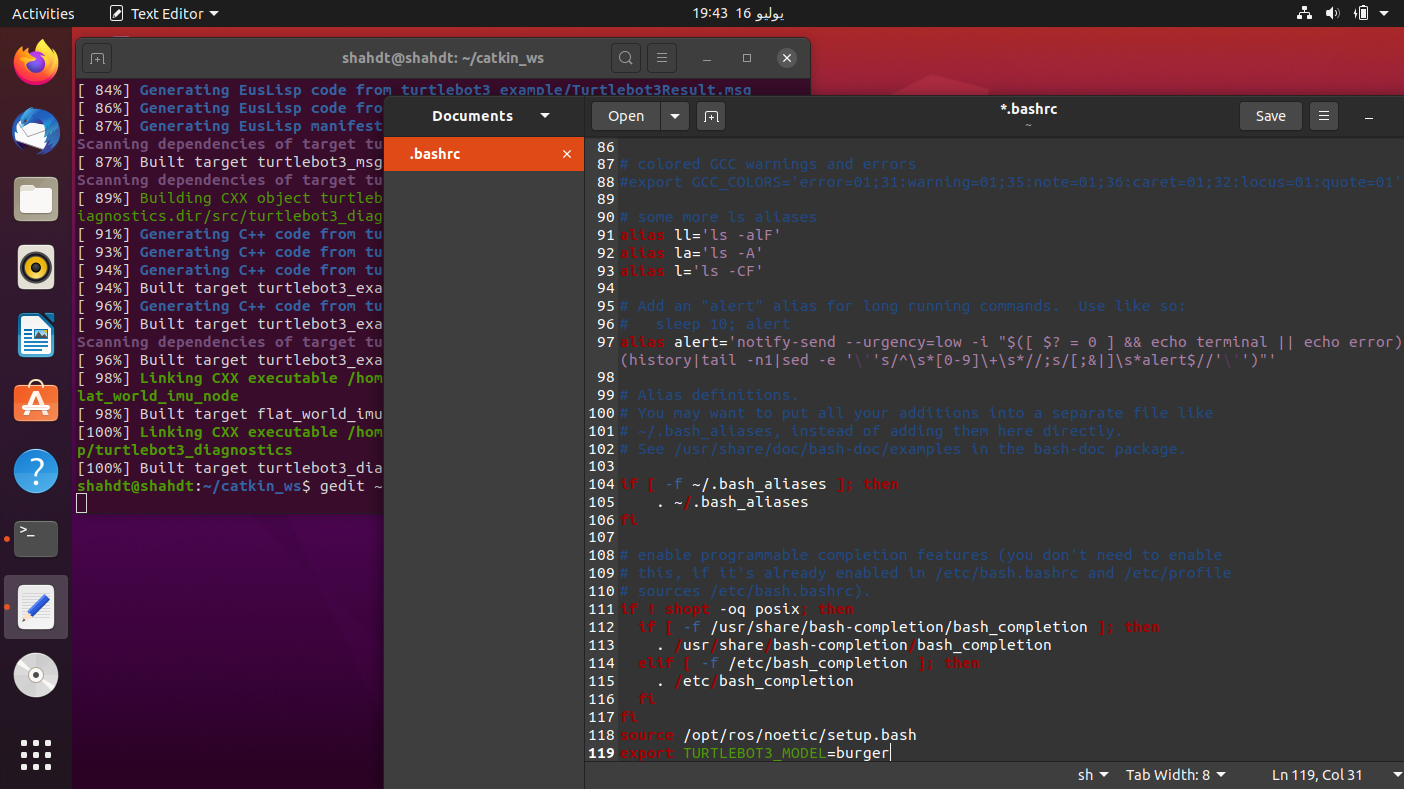 Activities
Text Editor
19:43 16 يوليو
shahdt@shahdt: ~/catkin_ws
[ 84%] Generating EusLisp code from turtlebot3_example/Turtlebot3Result.msg
[ 86%] Generating EusLisp code fro
[ 87%] Generating EusLisp manifest
Scanning dependencies of target tu
[ 87%] Built target turtlebot3_msg
Scanning dependencies of target tu
[ 89%] Building CXX object turtleb
iagnostics.dir/src/turtlebot3_diag
[ 91%] Generating C++ code from tu
[ 93%] Generating C++ code from tu
[ 94%] Generating C++ code from tu
[ 94%] Built target turtlebot3_exa
[ 96%] Generating C++ code from tu
[ 96%] Built target turtlebot3_exa
Scanning dependencies of target tu
[ 96%] Built target turtlebot3_exa
[ 98%] Linking CXX executable /hom
lat_world_imu_node
[ 98%] Built target flat_world_imu
[100%] Linking CXX executable /hom
p/turtlebot3_diagnostics
[100%] Built target turtlebot3_dia
shahdt@shahdt:~/catkin_ws$ gedit ~
Documents
.bashrc
Open
*.bashrc
~
Save
86
87 # colored GCC warnings and errors
88 #export GCC_COLORS='error=01;31:warning=01;35:note=01;36:caret=01;32:locus=01:quote=01'
89
90 # some more ls aliases
91 alias ll='ls -alF'
92 alias la='ls -A'
93 alias l='ls -CF'
94
95 # Add an "alert" alias for long running commands.  Use like so:
96 #   sleep 10; alert
97 alias alert='notify-send --urgency=low -i "$([ $? = 0 ] && echo terminal || echo error)
(history|tail -n1|sed -e '\''s/^\s*[0-9]\+\s*//;s/[;&|]\s*alert$//'\'')"'
98
99 # Alias definitions.
100 # You may want to put all your additions into a separate file like
101 # ~/.bash_aliases, instead of adding them here directly.
102 # See /usr/share/doc/bash-doc/examples in the bash-doc package.
103
104 if [ -f ~/.bash_aliases ]; then
105     . ~/.bash_aliases
106 fi
107
108 # enable programmable completion features (you don't need to enable
109 # this, if it's already enabled in /etc/bash.bashrc and /etc/profile
110 # sources /etc/bash.bashrc).
111 if ! shopt -oq posix; then
112   if [ -f /usr/share/bash-completion/bash_completion ]; then
113     . /usr/share/bash-completion/bash_completion
114   elif [ -f /etc/bash_completion ]; then
115     . /etc/bash_completion
116   fi
117 fi
118 source /opt/ros/noetic/setup.bash
119 export TURTLEBOT3_MODEL=burger
sh
Tab Width: 8
Ln 119, Col 31